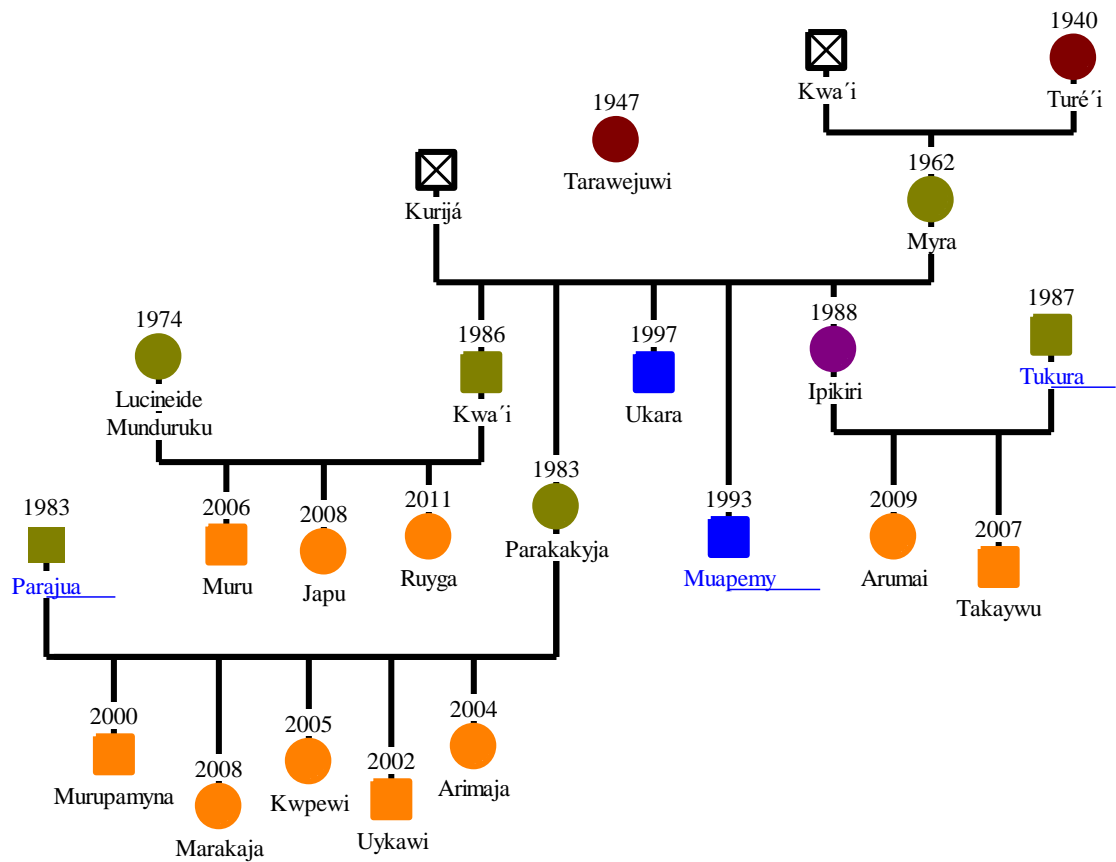 1940
Kwa´i
Turé´i
1947
Tarawejuwi
1962
Myra
Kurijá
1974
Lucineide
Munduruku
1986
Kwa´i
1997
Ukara
1988
Ipikiri
1987
Tukura
1983
Parajua
2006
Muru
2008
Japu
2011
Ruyga
1983
Parakakyja
1993
Muapemy
2009
Arumai
2007
Takaywu
2000
Murupamyna
2008
Marakaja
2005
Kwpewi
2002
Uykawi
2004
Arimaja